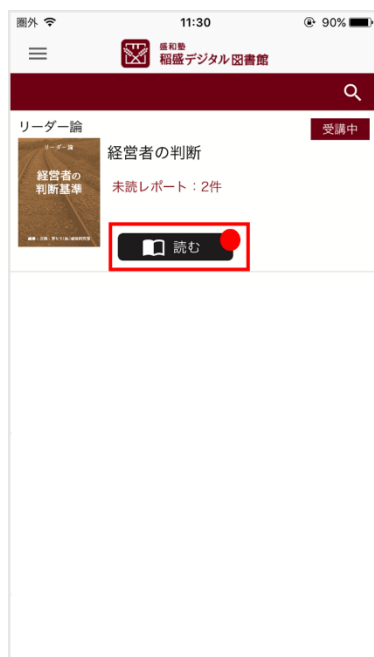 圏外 11:30 90%
盛和塾
稲盛デジタル図書館
リーダー論 受講中
リーダー論
経営者の
判断基準
経営者の判断
未読レポート：2件
読む